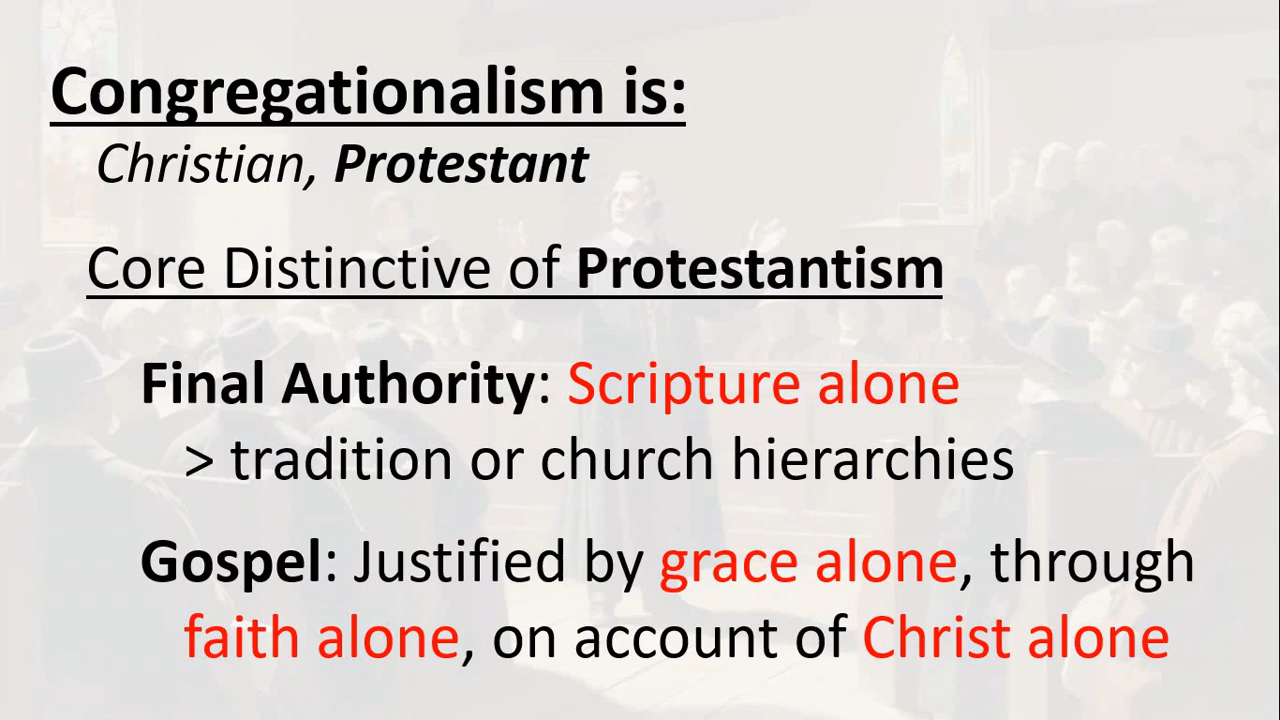 Congregationalism is:
Christian, Protestant
Core Distinctive of Protestantism
Final Authority: Scripture alone
> tradition or church hierarchies
Gospel: Justified by grace alone, through
faith alone, on account of Christ alone